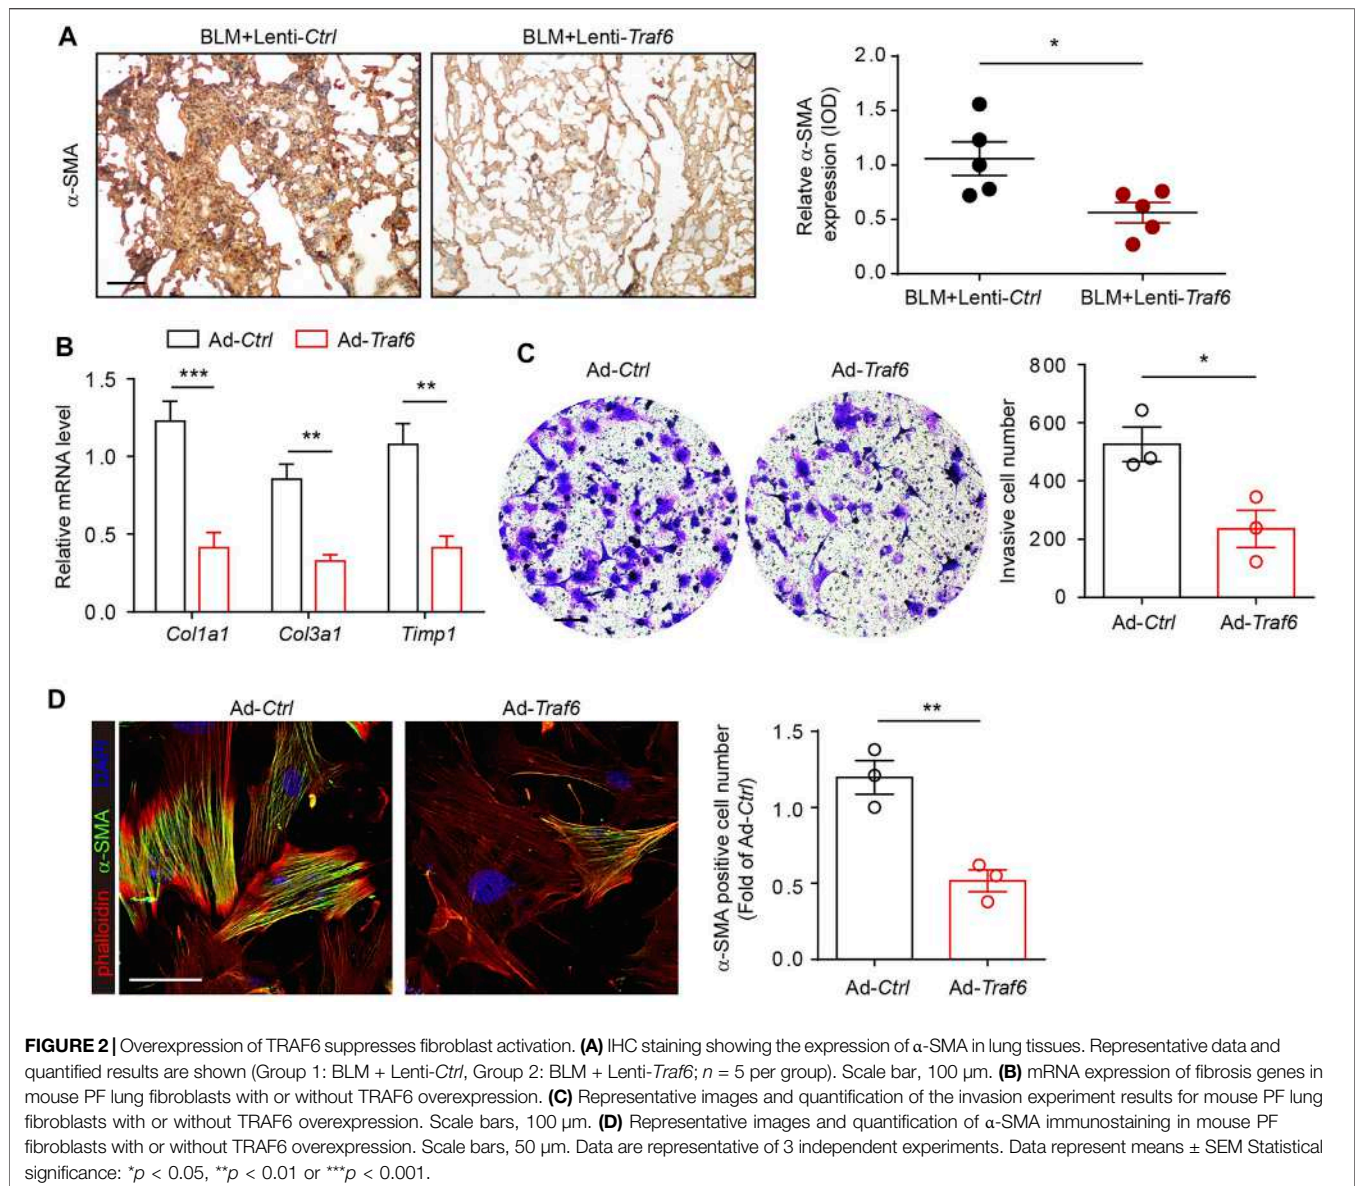 A
BLM+Lenti-Ctrl
BLM+Lenti-Traf6
α-SMA
Relatve α-SMA
expression (IOD)
2.0
1.5
1.0
0.5
0.0
*
BLM+Lenti-Ctrl
BLM+Lenti-Traf6
B
Ad-Ctrl
Ad-Traf6
Relative mRNA level
1.5
1.0
0.5
0.0
***
**
**
Col1a1
Col3a1
Timp1
C
Ad-Ctrl
Ad-Traf6
Invasive cell number
800
600
400
200
0
*
Ad-Ctrl
Ad-Traf6
D
Ad-Ctrl
Ad-Traf6
phalloidin α-SMA DAPI
α-SMA positive cell number
(Fold of Ad-Ctrl)
1.5
1.0
0.5
0.0
**
Ad-Ctrl
Ad-Traf6
FIGURE 2 | Overexpression of TRAF6 suppresses fibroblast activation. (A) IHC staining showing the expression of α-SMA in lung tissues. Representative data and
quantified results are shown (Group 1: BLM + Lenti-Ctrl, Group 2: BLM + Lenti-Traf6; n = 5 per group). Scale bar, 100 μm. (B) mRNA expression of fibrosis genes in
mouse PF lung fibroblasts with or without TRAF6 overexpression. (C) Representative images and quantification of the invasion experiment results for mouse PF lung
fibroblasts with or without TRAF6 overexpression. Scale bars, 100 μm. (D) Representative images and quantification of α-SMA immunostaining in mouse PF
fibroblasts with or without TRAF6 overexpression. Scale bars, 50 μm. Data are representative of 3 independent experiments. Data represent means ± SEM Statistical
significance: *p < 0.05, **p < 0.01 or ***p < 0.001.